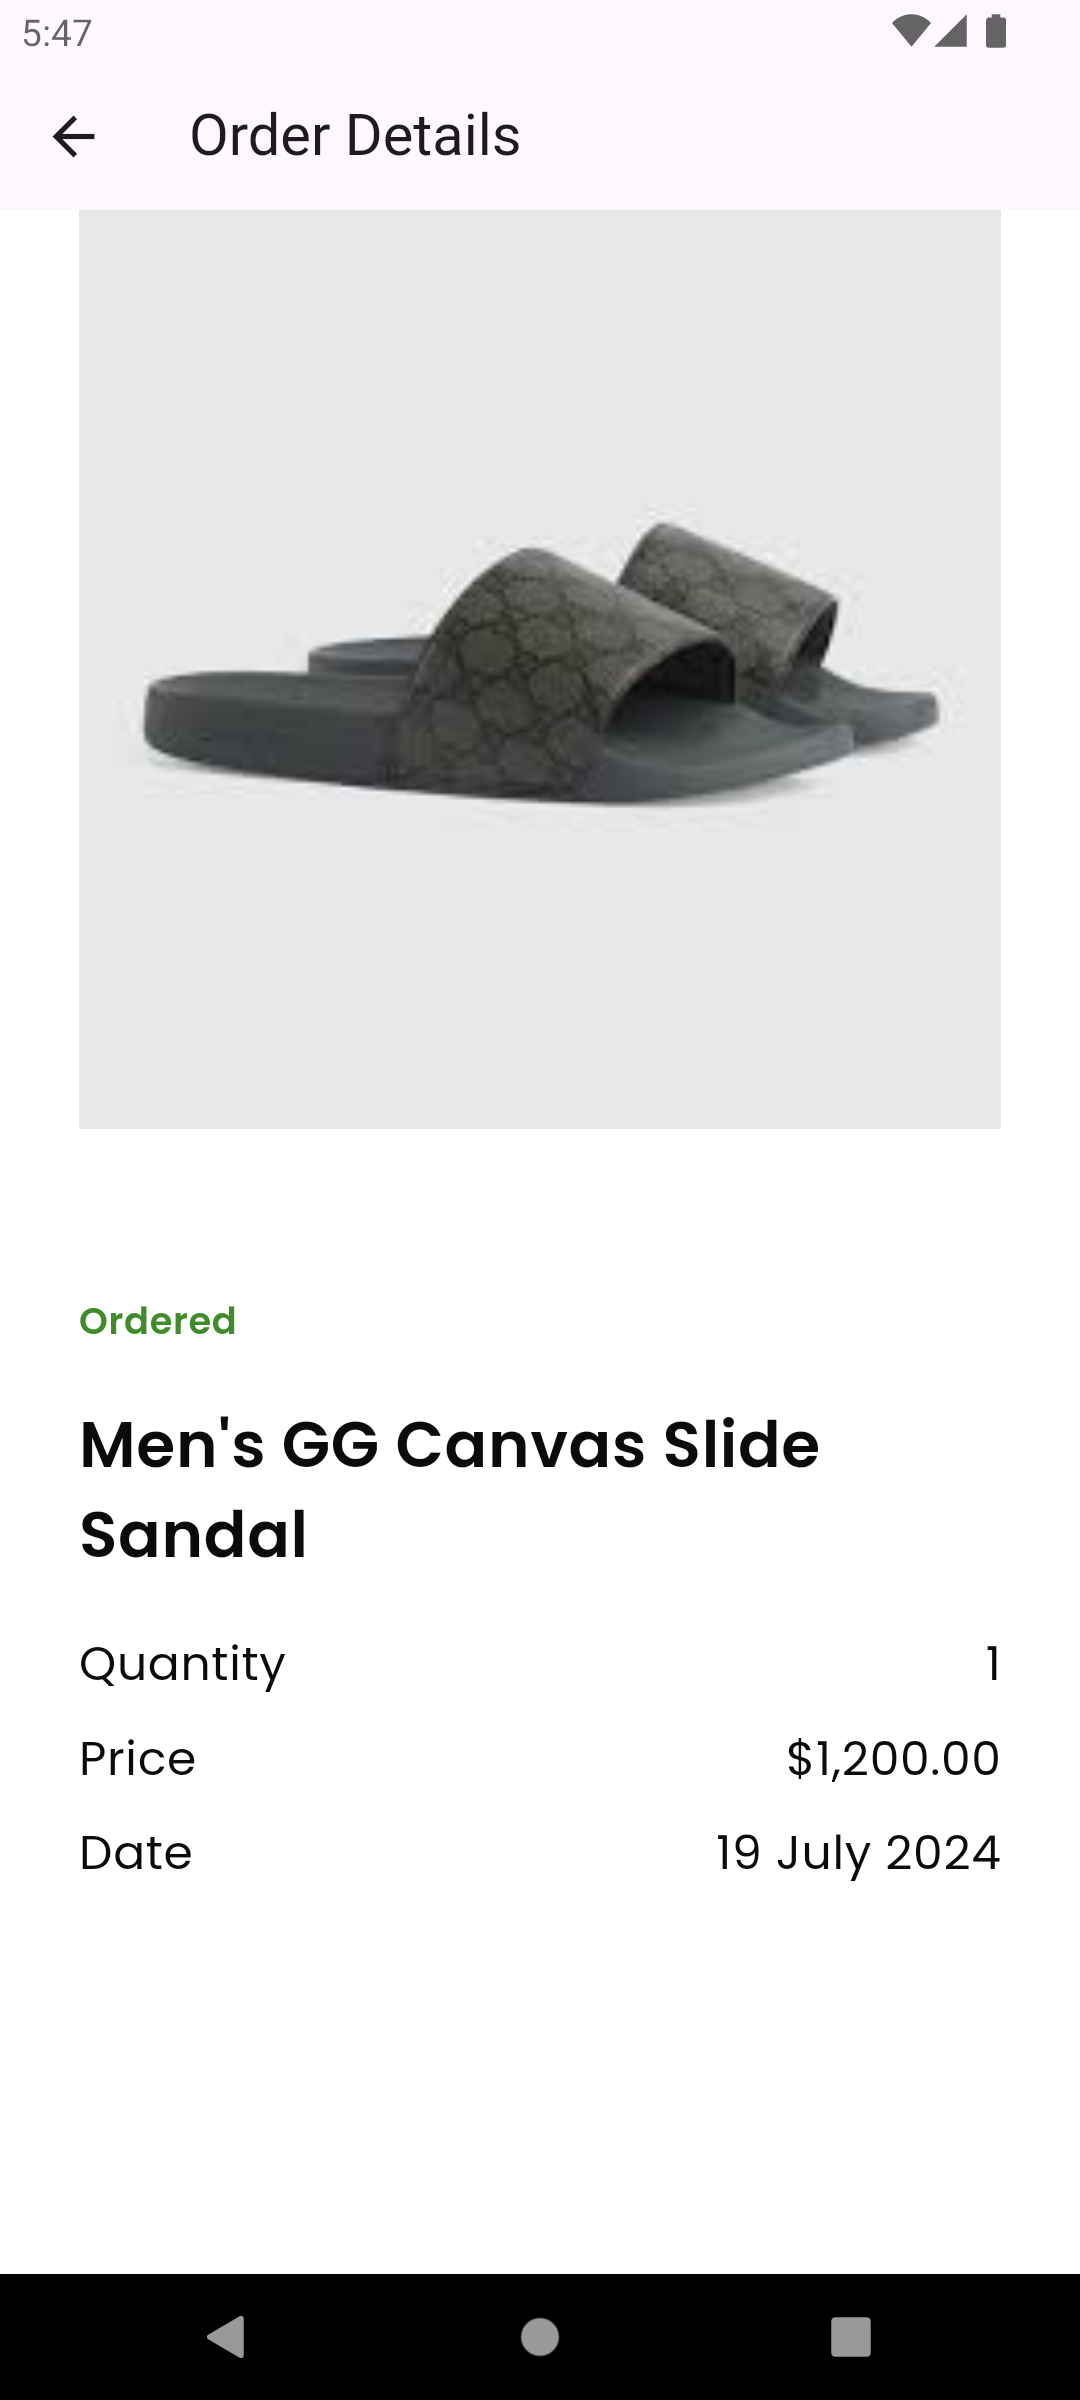 5:47
Order Details
Ordered
Men's GG Canvas Slide
Sandal
Quantity 1
Price $1,200.00
Date 19 July 2024